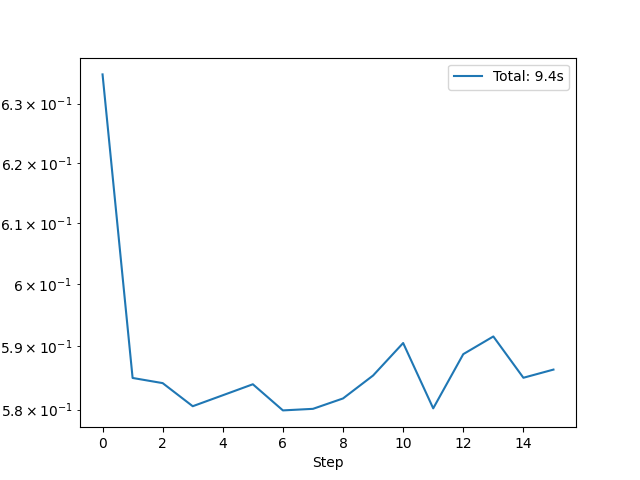 Total: 9.4s
6.3 × 10⁻¹
6.2 × 10⁻¹
6.1 × 10⁻¹
6 × 10⁻¹
5.9 × 10⁻¹
5.8 × 10⁻¹
0 2 4 6 8 10 12 14
Step